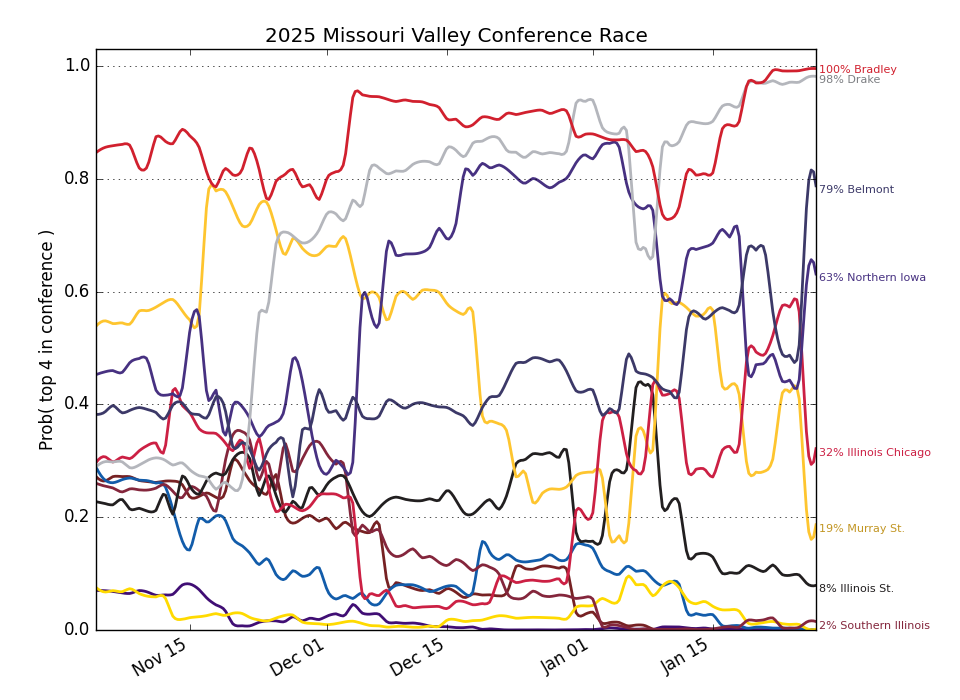 2025 Missouri Valley Conference Race
Prob( top 4 in conference )
1.0
0.8
0.6
0.4
0.2
0.0
Nov 15
Dec 01
Dec 15
Jan 01
Jan 15
100% Bradley
98% Drake
79% Belmont
63% Northern Iowa
32% Illinois Chicago
19% Murray St.
8% Illinois St.
2% Southern Illinois